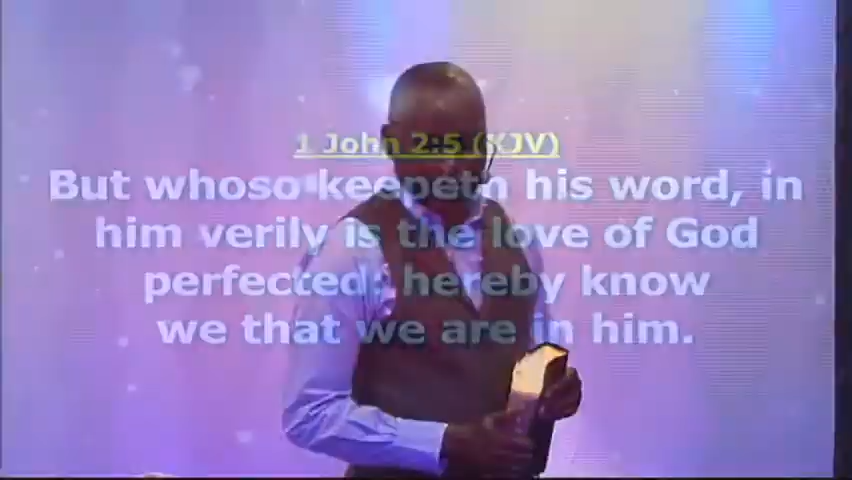 1 John 2:5 (KJV)
But whoso keepeth his word, in
him verily is the love of God
perfected: hereby know
we that we are in him.